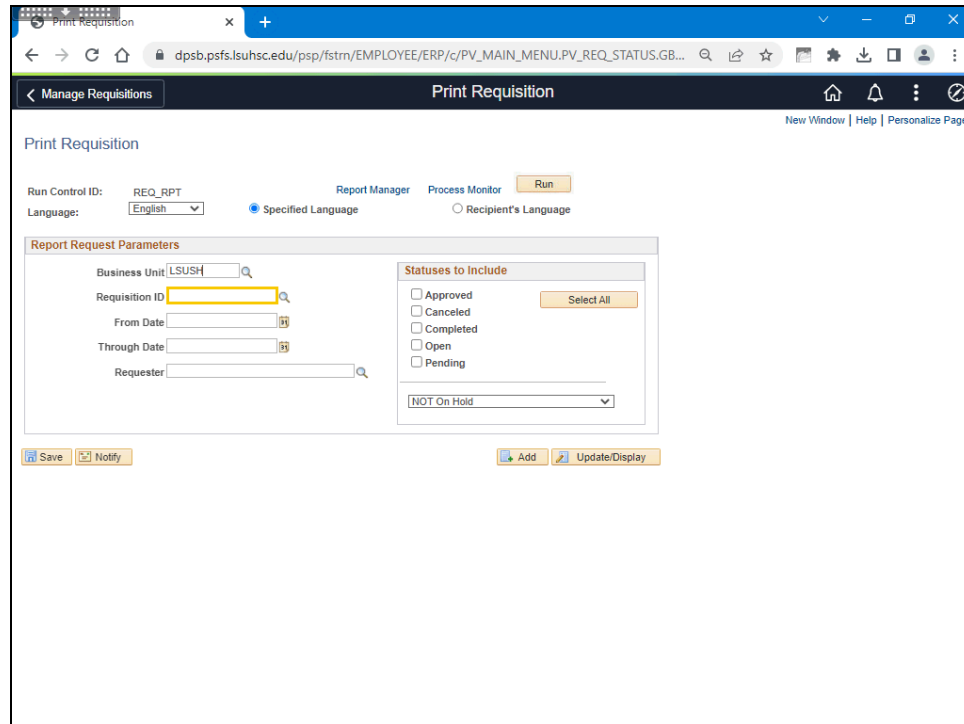 Print Requisition
dpsb.psfs.lsuhsc.edu/psp/fstrn/EMPLOYEE/ERP/c/PV_MAIN_MENU.PV_REQ_STATUS.GB...
Manage Requisitions
Print Requisition
New Window | Help | Personalize Page
Print Requisition
Run Control ID: REQ_RPT Report Manager Process Monitor Run
Language: English Specified Language Recipient's Language
Report Request Parameters
Business Unit LSUSH
Requisition ID
From Date
Through Date
Requester
Statuses to Include
Approved
Select All
Canceled
Completed
Open
Pending
NOT On Hold
Save Notify Add Update/Display